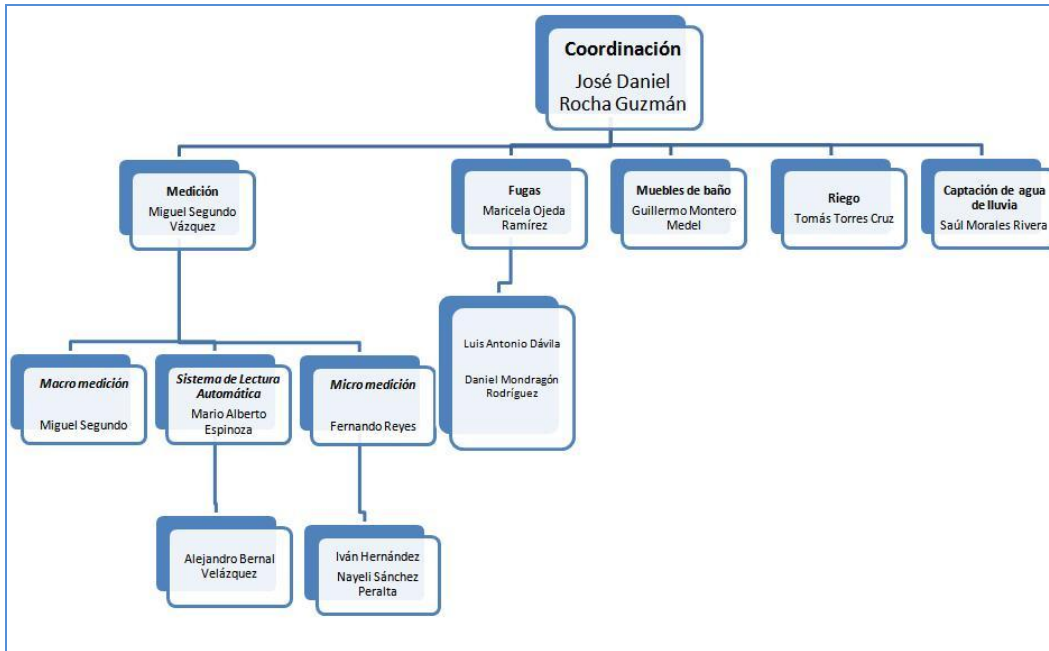 Coordinación
José Daniel
Rocha Guzmán
Medición
Miguel Segundo
Vázquez
Fugas
Maricela Ojeda
Ramírez
Muebles de baño
Guillermo Montero
Medel
Riego
Tomás Torres Cruz
Captación de agua
de lluvia
Saúl Morales Rivera
Macro medición
Miguel Segundo
Sistema de Lectura
Automática
Mario Alberto
Espinoza
Micro medición
Fernando Reyes
Luis Antonio Dávila
Daniel Mondragón
Rodríguez
Alejandro Bernal
Velázquez
Iván Hernández
Nayeli Sánchez
Peralta